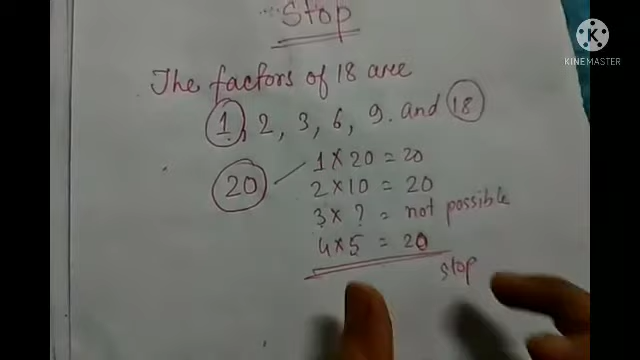 Stop
KINEMASTER
The factors of 18 are
1, 2, 3, 6, 9. and 18
20
1 × 20 = 20
2 × 10 = 20
3 × ? = not possible
4 × 5 = 20
stop